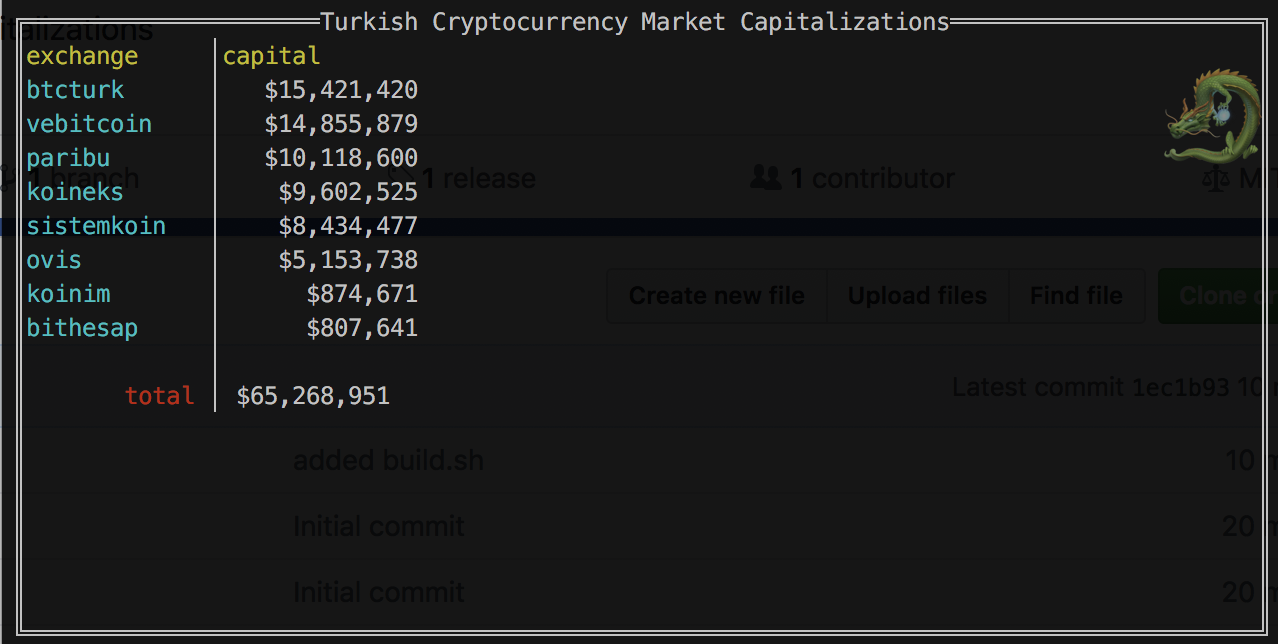 Turkish Cryptocurrency Market Capitalizations
italizations
exchange capital
btcturk $15,421,420
vebitcoin $14,855,879
paribu $10,118,600
1 branch 1 release 1 contributor M
koineks $9,602,525
sistemkoin $8,434,477
ovis $5,153,738
koinim $874,671
Create new file Upload files Find file Clone or
bithesap $807,641
total $65,268,951
Latest commit 1ec1b93 10
added build.sh 10 m
Initial commit 20 m
Initial commit 20 m